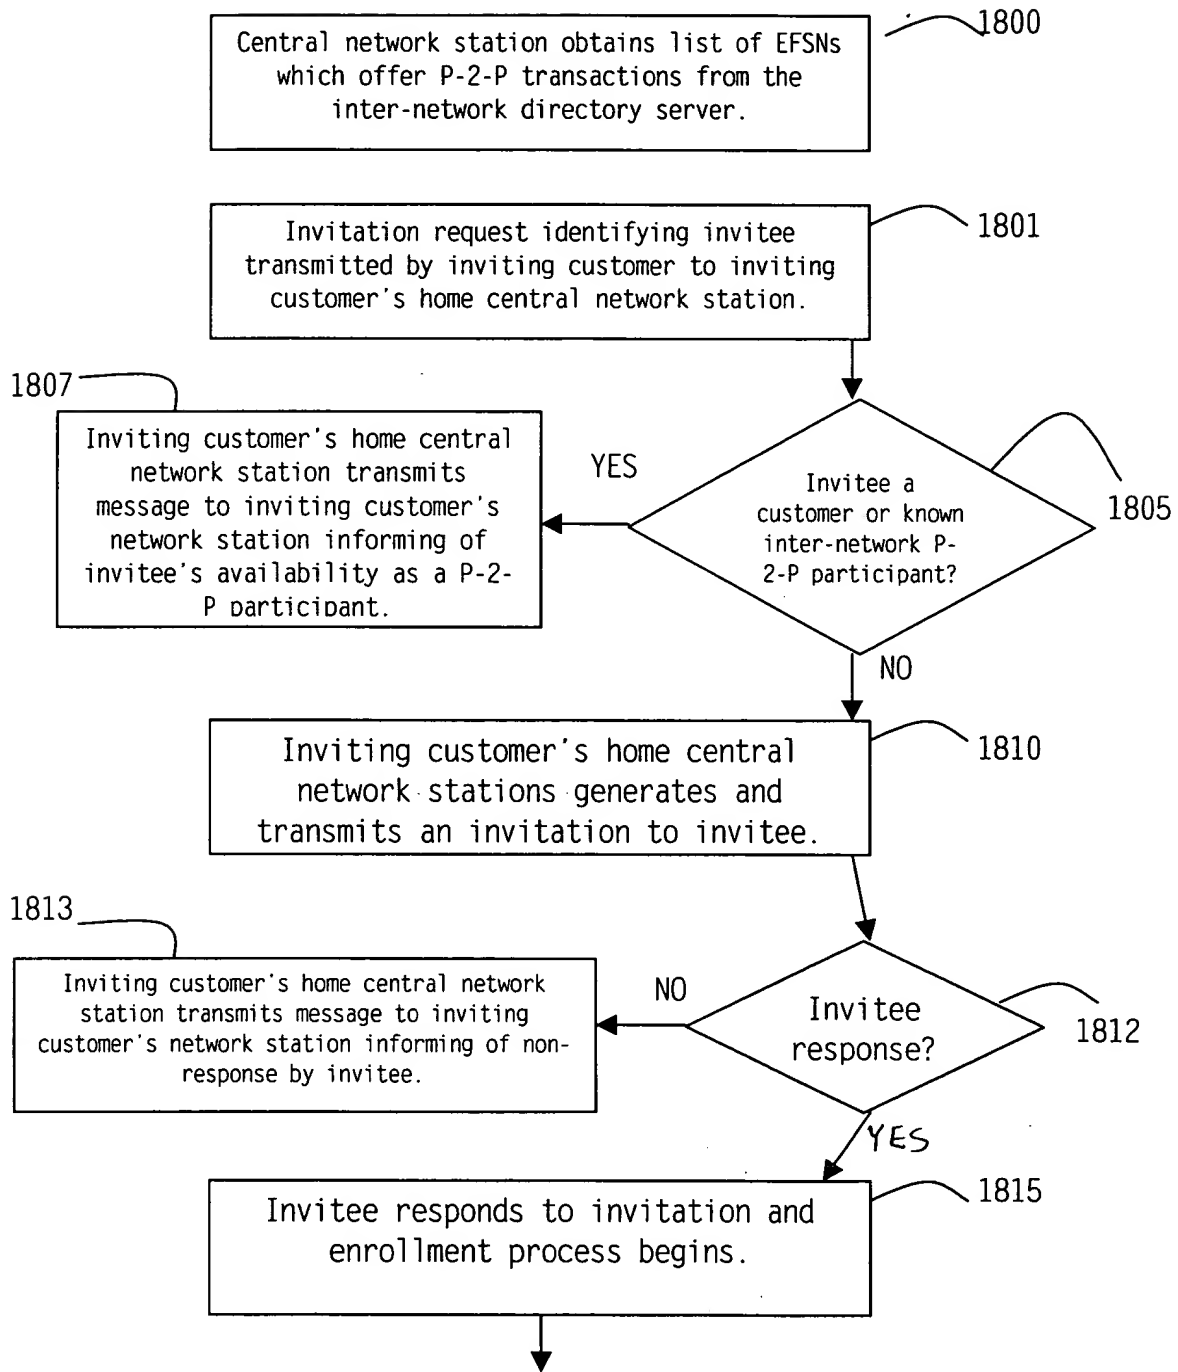 1800
Central network station obtains list of EFSNs
which offer P-2-P transactions from the
inter-network directory server.
1801
Invitation request identifying invitee
transmitted by inviting customer to inviting
customer's home central network station.
1807
Inviting customer's home central
network station transmits
message to inviting customer's
network station informing of
invitee's availability as a P-2-
P participant.
YES
Invitee a
customer or known
inter-network P-
2-P participant?
1805
NO
Inviting customer's home central
network stations generates and
transmits an invitation to invitee.
1810
1813
Inviting customer's home central network
station transmits message to inviting
customer's network station informing of non-
response by invitee.
NO
Invitee
response?
1812
YES
Invitee responds to invitation and
enrollment process begins.
1815